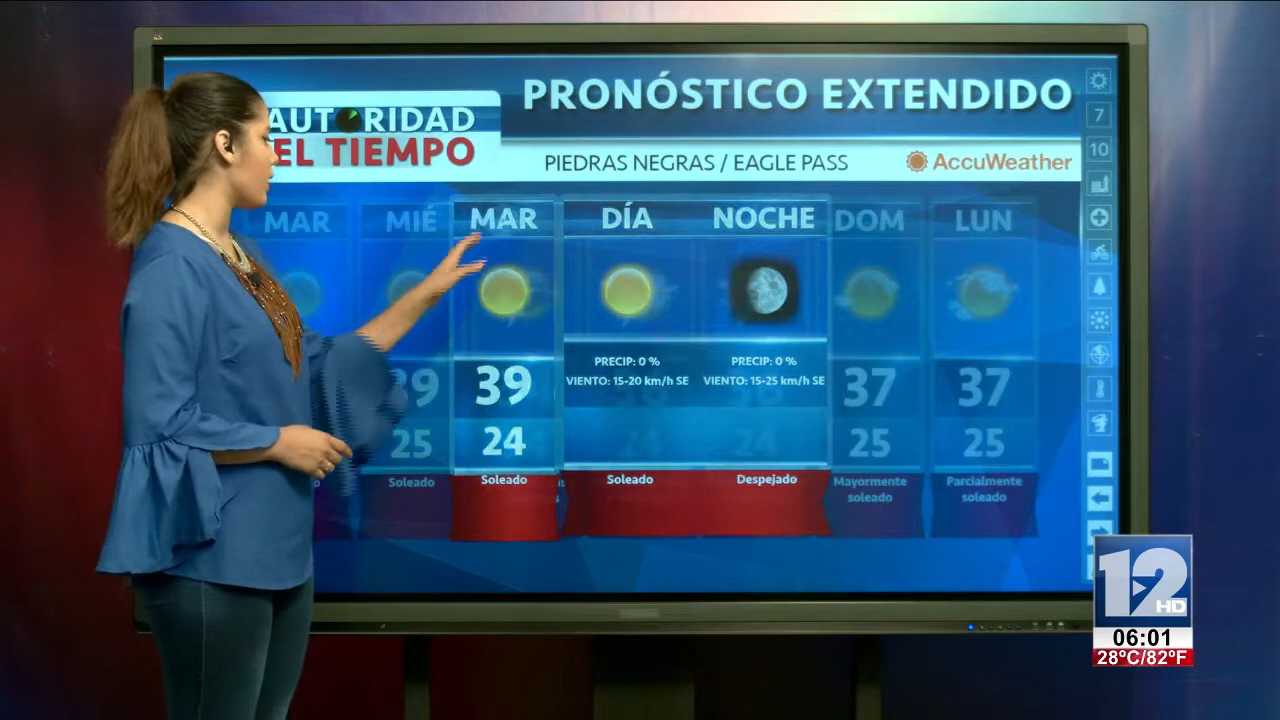 PRONÓSTICO EXTENDIDO
AUTORIDAD
EL TIEMPO
PIEDRAS NEGRAS / EAGLE PASS
AccuWeather
7
10
MAR MIÉ MAR DÍA NOCHE DOM LUN
PRECIP: 0 % PRECIP: 0 %
VIENTO: 15-20 km/h SE VIENTO: 15-25 km/h SE
39 39 37 37
25 24 25 25
Soleado Soleado Soleado Despejado Mayormente soleado Parcialmente soleado
12
HD
06:01
28°C/82°F